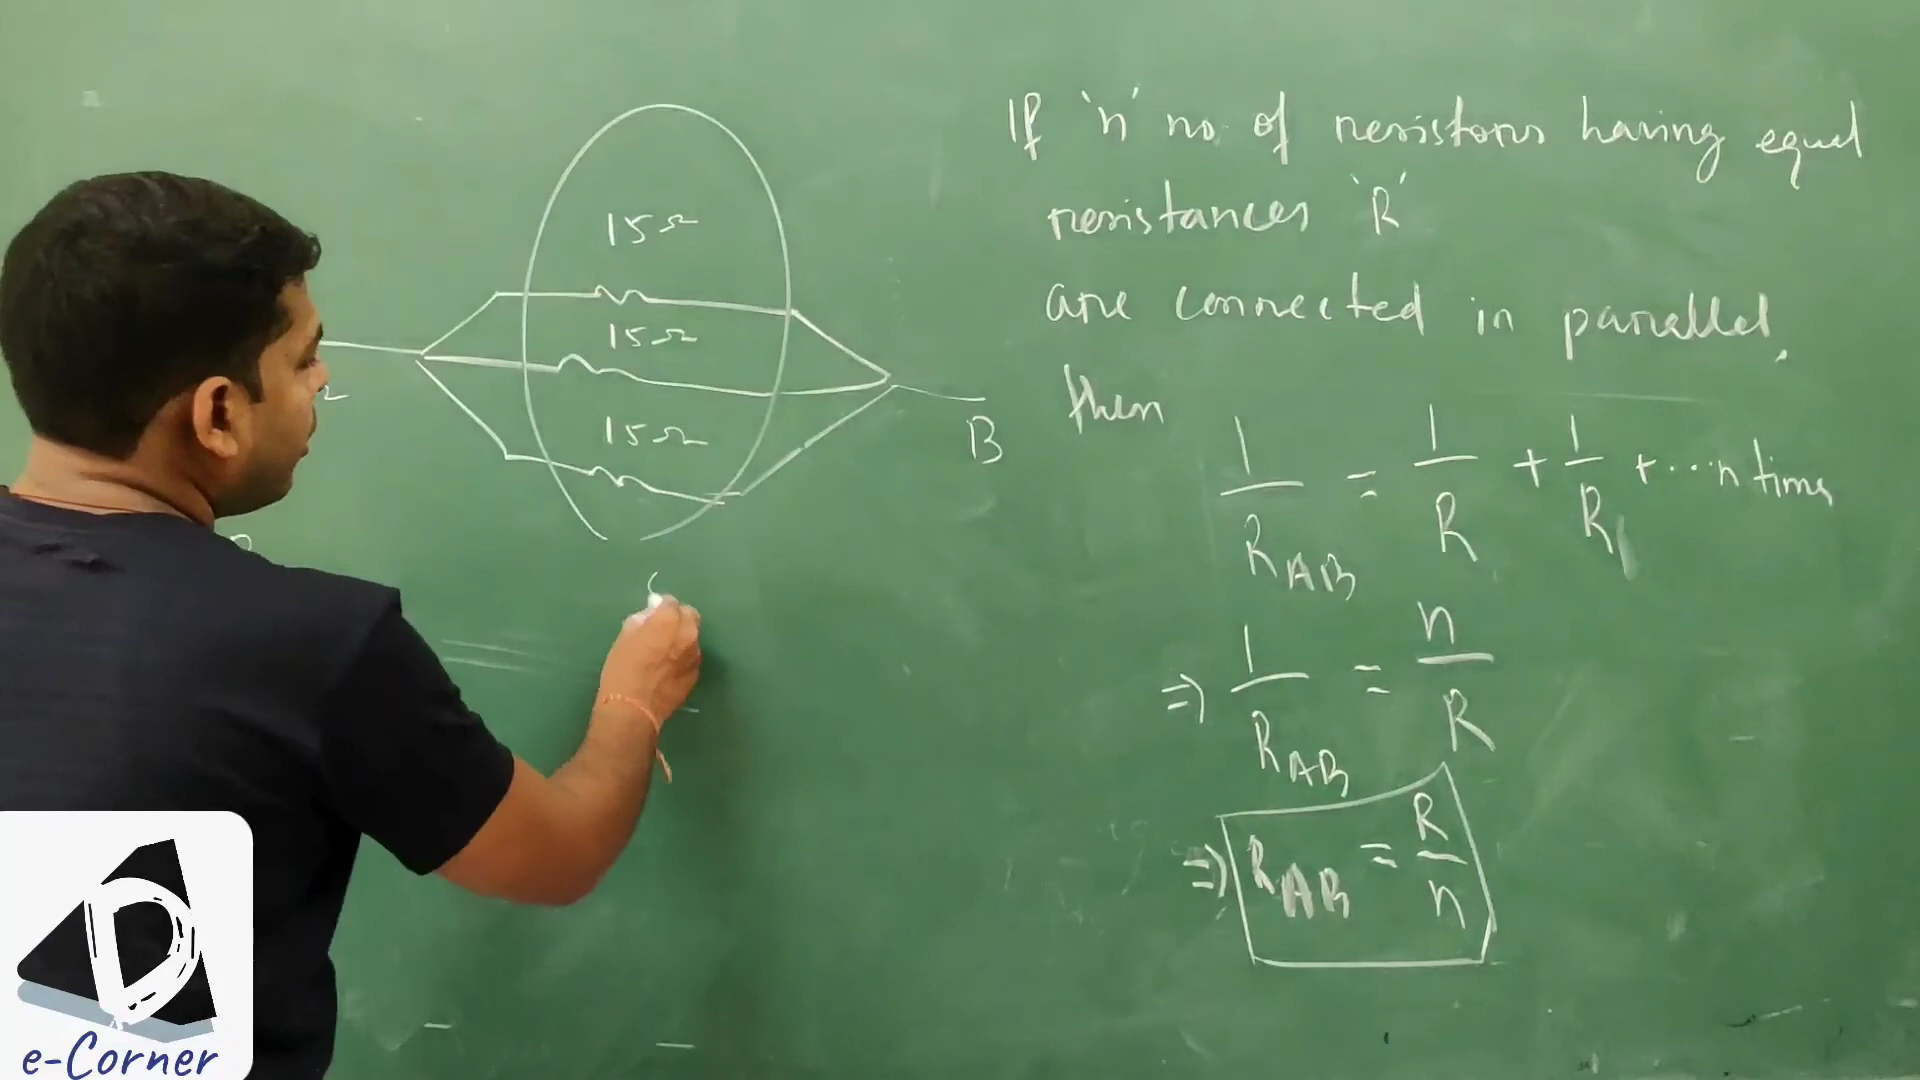 15Ω
15Ω
15Ω
B
If 'n' no. of resistors having equal
resistances 'R'
are connected in parallel,
then
1/R_AB = 1/R + 1/R + ... n times
⇒ 1/R_AB = n/R
⇒ R_AB = R/n
D
e-Corner